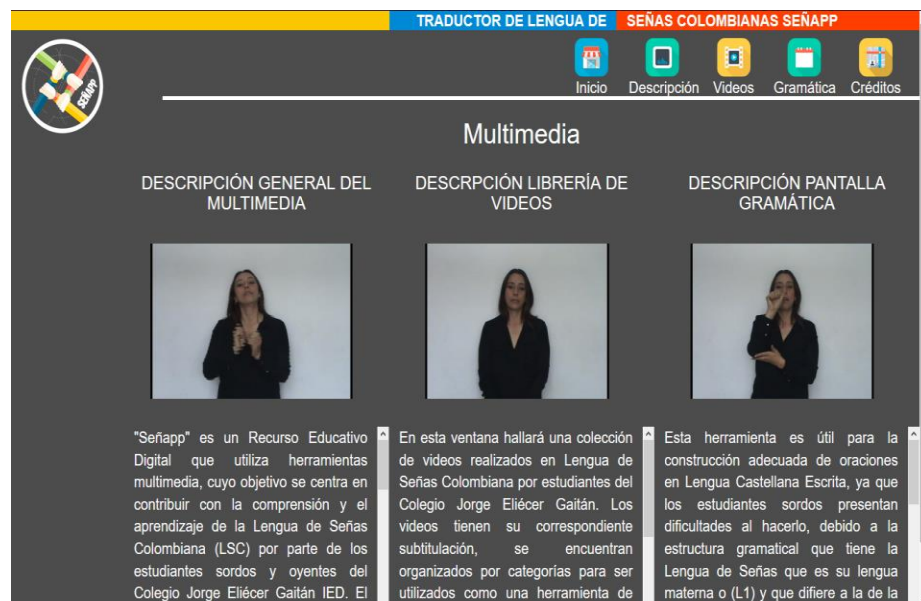 TRADUCTOR DE LENGUA DE SEÑAS COLOMBIANAS SEÑAPP
SEÑAPP
Inicio Descripción Videos Gramática Créditos
Multimedia
DESCRIPCIÓN GENERAL DEL
MULTIMEDIA
DESCRPCIÓN LIBRERÍA DE
VIDEOS
DESCRIPCIÓN PANTALLA
GRAMÁTICA
"Señapp" es un Recurso Educativo
Digital que utiliza herramientas
multimedia, cuyo objetivo se centra en
contribuir con la comprensión y el
aprendizaje de la Lengua de Señas
Colombiana (LSC) por parte de los
estudiantes sordos y oyentes del
Colegio Jorge Eliécer Gaitán IED. El
En esta ventana hallará una colección
de videos realizados en Lengua de
Señas Colombiana por estudiantes del
Colegio Jorge Eliécer Gaitán. Los
videos tienen su correspondiente
subtitulación, se encuentran
organizados por categorías para ser
utilizados como una herramienta de
Esta herramienta es útil para la
construcción adecuada de oraciones
en Lengua Castellana Escrita, ya que
los estudiantes sordos presentan
dificultades al hacerlo, debido a la
estructura gramatical que tiene la
Lengua de Señas que es su lengua
materna o (L1) y que difiere a la de la